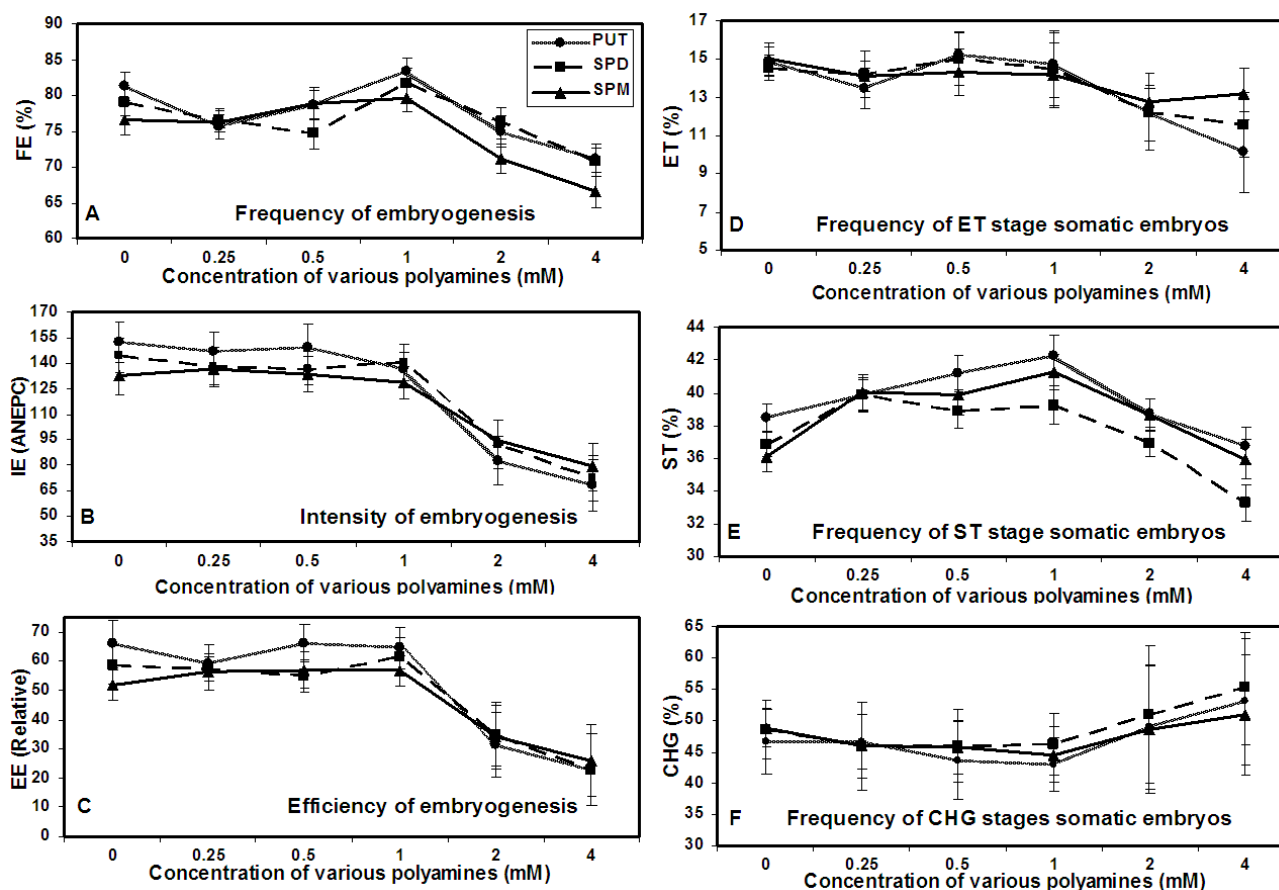 90
85
80
75
70
65
60
FE (%)
PUT
SPD
SPM
A
Frequency of embryogenesis
0 0.25 0.5 1 2 4
Concentration of various polyamines (mM)
170
155
140
125
110
95
80
65
50
35
IE (ANEPC)
B
Intensity of embryogenesis
0 0.25 0.5 1 2 4
Concentration of various polyamines (mM)
70
60
50
40
30
20
10
0
EE (Relative)
C
Efficiency of embryogenesis
0 0.25 0.5 1 2 4
Concentration of various polyamines (mM)
17
15
13
11
9
7
5
ET (%)
D
Frequency of ET stage somatic embryos
0 0.25 0.5 1 2 4
Concentration of various polyamines (mM)
44
42
40
38
36
34
32
30
ST (%)
E
Frequency of ST stage somatic embryos
0 0.25 0.5 1 2 4
Concentration of various polyamines (mM)
65
60
55
50
45
40
35
30
CHG (%)
F
Frequency of CHG stages somatic embryos
0 0.25 0.5 1 2 4
Concentration of various polyamines (mM)